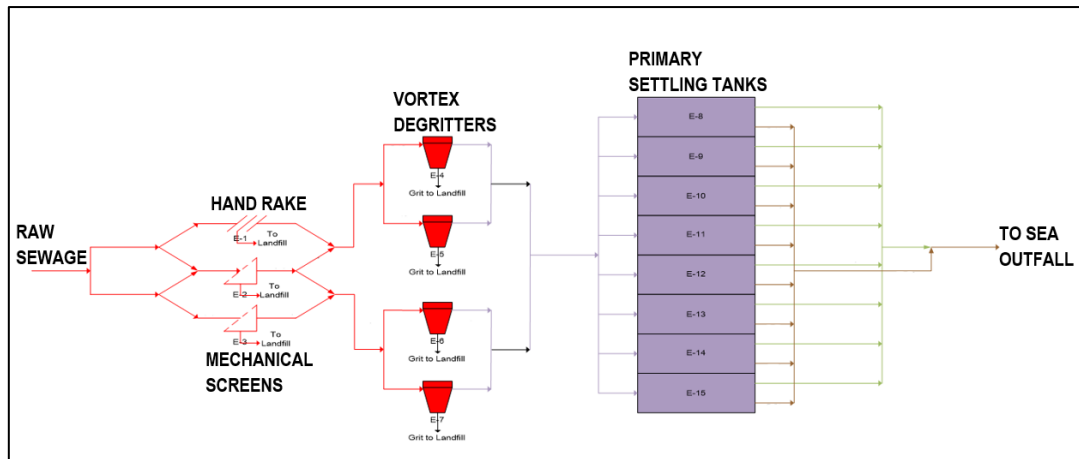 RAW
SEWAGE
HAND RAKE
E-1
To
Landfill
E-2
To
Landfill
E-3
To
Landfill
MECHANICAL
SCREENS
VORTEX
DEGRITTERS
E-4
Grit to Landfill
E-5
Grit to Landfill
E-6
Grit to Landfill
E-7
Grit to Landfill
PRIMARY
SETTLING TANKS
E-8
E-9
E-10
E-11
E-12
E-13
E-14
E-15
TO SEA
OUTFALL